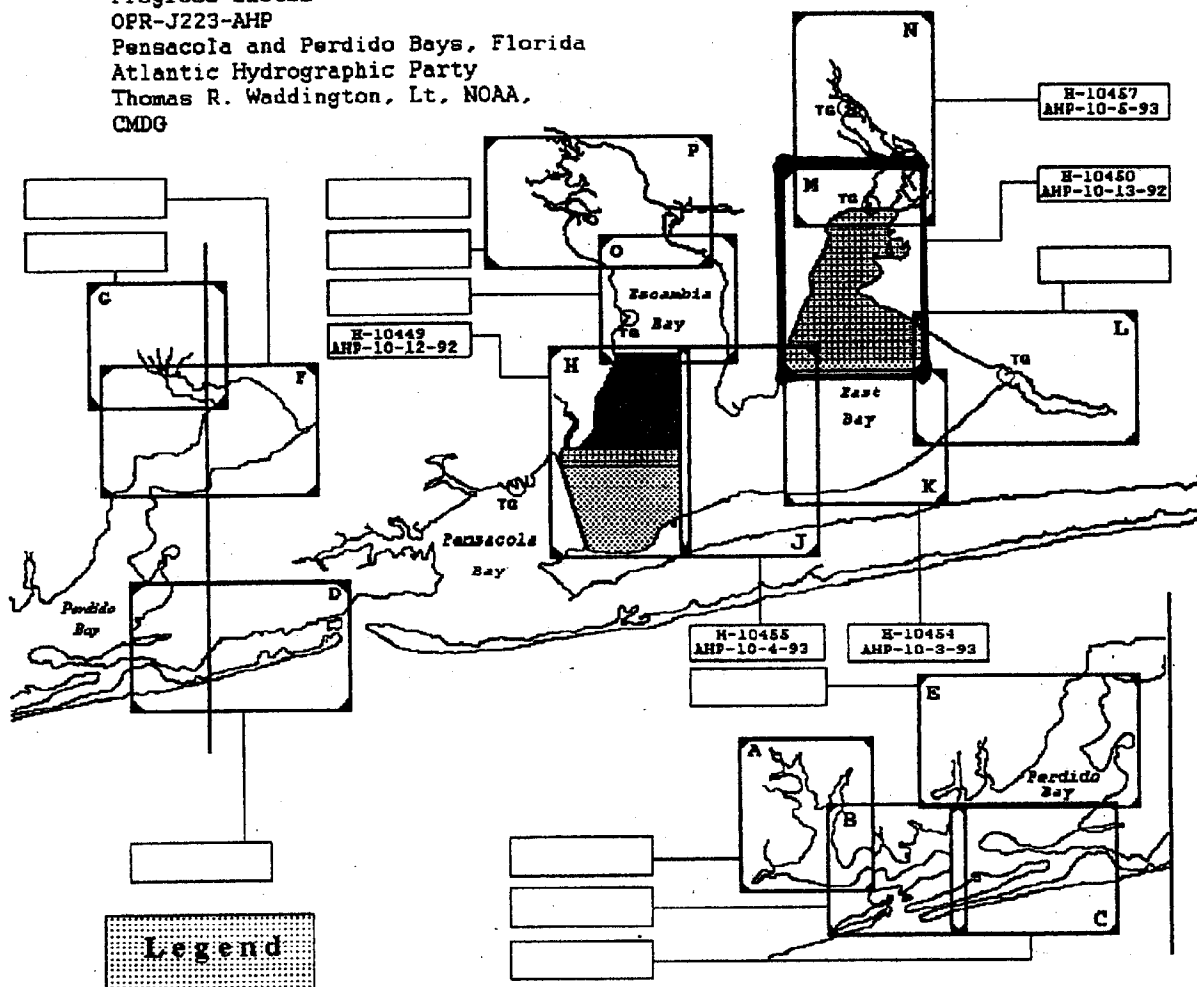 OPR-J223-AHP
Pensacola and Perdido Bays, Florida
Atlantic Hydrographic Party
Thomas R. Waddington, Lt, NOAA,
CMDG
N
TG
H-10457
AHP-10-5-93
P
M
TG
H-10450
AHP-10-13-92
O
Escambia
Bay
TG
G
H-10449
AHP-10-12-92
H
L
TG
F
East
Bay
K
TG
Pensacola
Bay
J
D
Perdido
Bay
H-10455
AHP-10-4-93
H-10454
AHP-10-3-93
E
A
Perdido
Bay
B
C
Legend